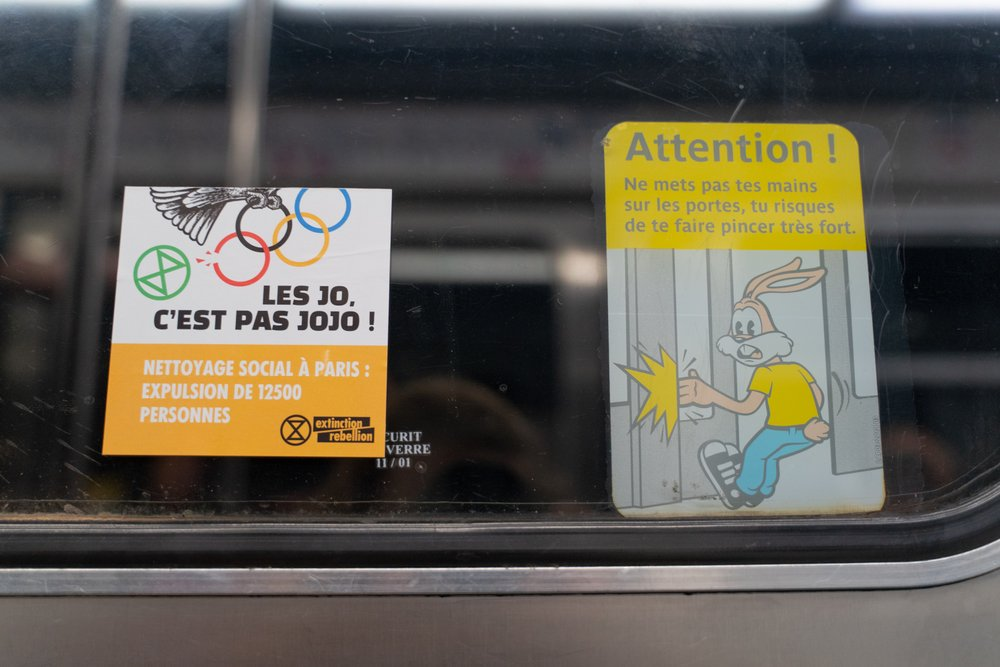 LES JO,
C'EST PAS JOJO !
NETTOYAGE SOCIAL À PARIS :
EXPULSION DE 12500
PERSONNES
extinction
rebellion
CURIT
VERRE
11 / 01
Attention !
Ne mets pas tes mains
sur les portes, tu risques
de te faire pincer très fort.